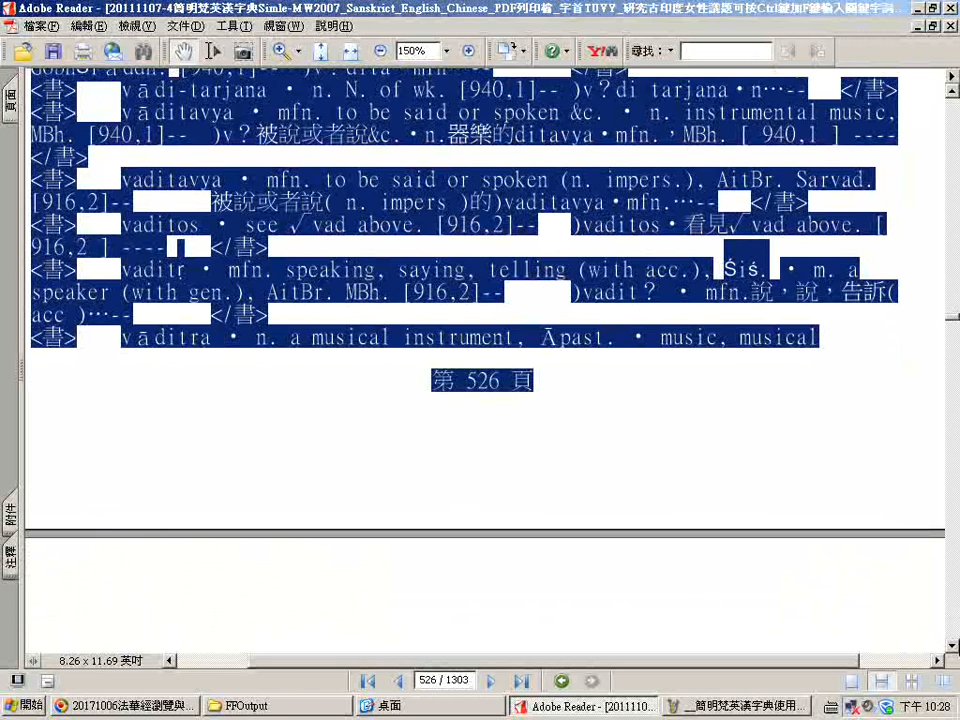 Adobe Reader - [20111107-4簡明梵英漢字典Simle-MW2007_Sanskrict_English_Chinese_PDF列印檔_字首TUVY_研究古印度女性議題可按Ctrl鍵加F鍵輸入關鍵字詞
檔案(F) 編輯(E) 檢視(V) 文件(D) 工具(T) 視窗(W) 說明(H)
150% 尋找：
頁面
[940,1]--
<書> vādi-tarjana • n. N. of wk. [940,1]-- )v？di tarjana•n…-- </書>
<書> vāditavya • mfn. to be said or spoken &c. • n. instrumental music,
MBh. [940,1]-- )v？被說或者說&c.•n.器樂的ditavya•mfn.，MBh. [ 940,1 ] ----
</書>
<書> vaditavya • mfn. to be said or spoken (n. impers.), AitBr. Sarvad.
[916,2]-- 被說或者說( n. impers )的)vaditavya•mfn.…-- </書>
<書> vaditos • see √ vad above. [916,2]-- )vaditos•看見√ vad above. [
916,2 ] ---- </書>
<書> vaditṛ • mfn. speaking, saying, telling (with acc.), Śiś. • m. a
speaker (with gen.), AitBr. MBh. [916,2]-- )vadit？ •mfn.說，說，告訴(
acc )…-- </書>
<書> vāditra • n. a musical instrument, Āpast. • music, musical
第 526 頁
附件
注釋
8.26 x 11.69 英吋
526 / 1303
開始 20171006法華經瀏覽與... FFOutput 桌面 Adobe Reader - [2011110... __簡明梵英字典使用... 下午 10:28